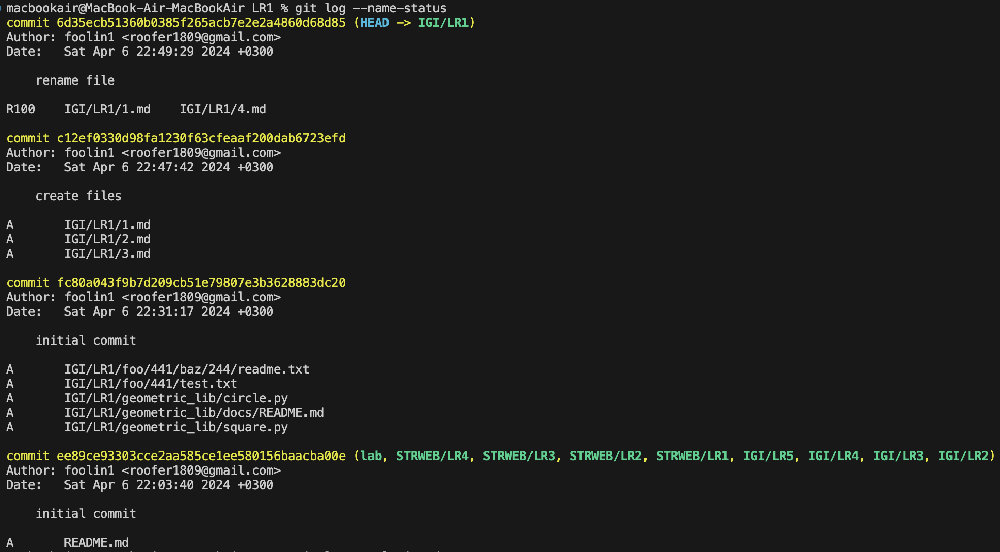 macbookair@MacBook-Air-MacBookAir LR1 % git log --name-status
commit 6d35ecb51360b0385f265acb7e2e2a4860d68d85 (HEAD -> IGI/LR1)
Author: foolin1 <roofer1809@gmail.com>
Date:   Sat Apr 6 22:49:29 2024 +0300
rename file
R100    IGI/LR1/1.md    IGI/LR1/4.md
commit c12ef0330d98fa1230f63cfeaaf200dab6723efd
Author: foolin1 <roofer1809@gmail.com>
Date:   Sat Apr 6 22:47:42 2024 +0300
create files
A       IGI/LR1/1.md
A       IGI/LR1/2.md
A       IGI/LR1/3.md
commit fc80a043f9b7d209cb51e79807e3b3628883dc20
Author: foolin1 <roofer1809@gmail.com>
Date:   Sat Apr 6 22:31:17 2024 +0300
initial commit
A       IGI/LR1/foo/441/baz/244/readme.txt
A       IGI/LR1/foo/441/test.txt
A       IGI/LR1/geometric_lib/circle.py
A       IGI/LR1/geometric_lib/docs/README.md
A       IGI/LR1/geometric_lib/square.py
commit ee89ce93303cce2aa585ce1ee580156baacba00e (lab, STRWEB/LR4, STRWEB/LR3, STRWEB/LR2, STRWEB/LR1, IGI/LR5, IGI/LR4, IGI/LR3, IGI/LR2)
Author: foolin1 <roofer1809@gmail.com>
Date:   Sat Apr 6 22:03:40 2024 +0300
initial commit
A       README.md